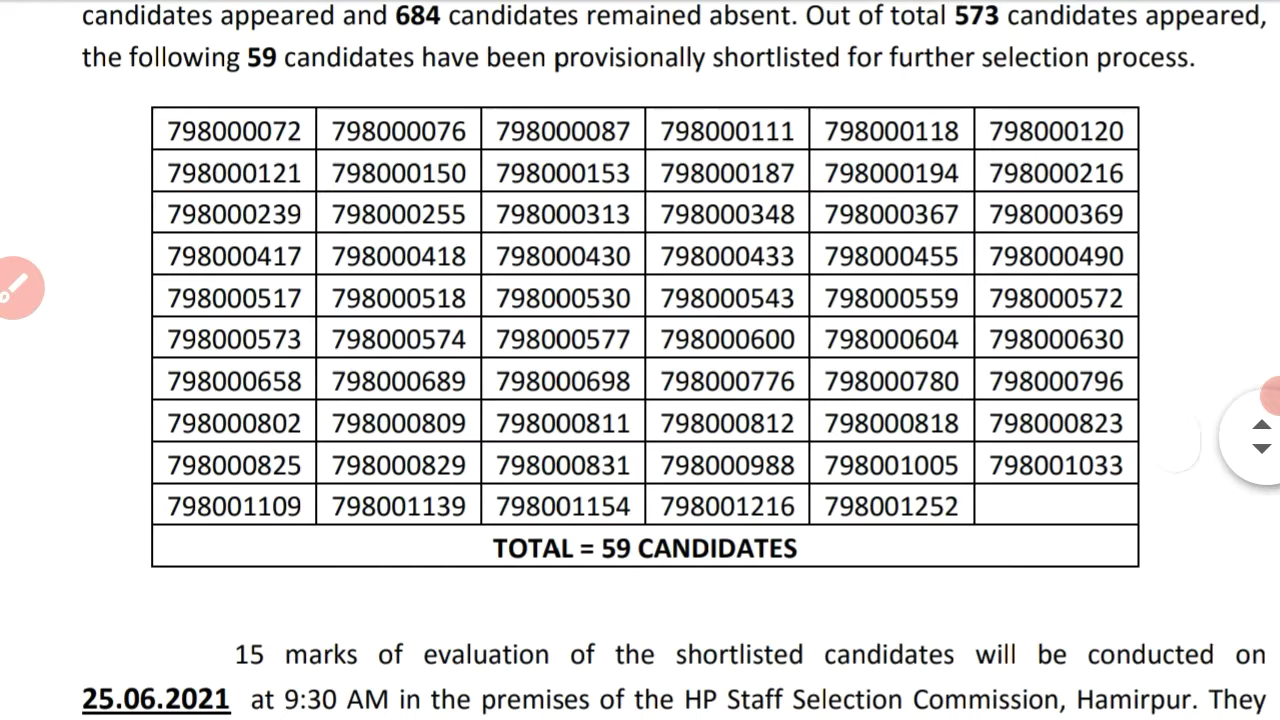 candidates appeared and 684 candidates remained absent. Out of total 573 candidates appeared,
the following 59 candidates have been provisionally shortlisted for further selection process.
798000072 798000076 798000087 798000111 798000118 798000120
798000121 798000150 798000153 798000187 798000194 798000216
798000239 798000255 798000313 798000348 798000367 798000369
798000417 798000418 798000430 798000433 798000455 798000490
798000517 798000518 798000530 798000543 798000559 798000572
798000573 798000574 798000577 798000600 798000604 798000630
798000658 798000689 798000698 798000776 798000780 798000796
798000802 798000809 798000811 798000812 798000818 798000823
798000825 798000829 798000831 798000988 798001005 798001033
798001109 798001139 798001154 798001216 798001252
TOTAL = 59 CANDIDATES
15 marks of evaluation of the shortlisted candidates will be conducted on
25.06.2021 at 9:30 AM in the premises of the HP Staff Selection Commission, Hamirpur. They